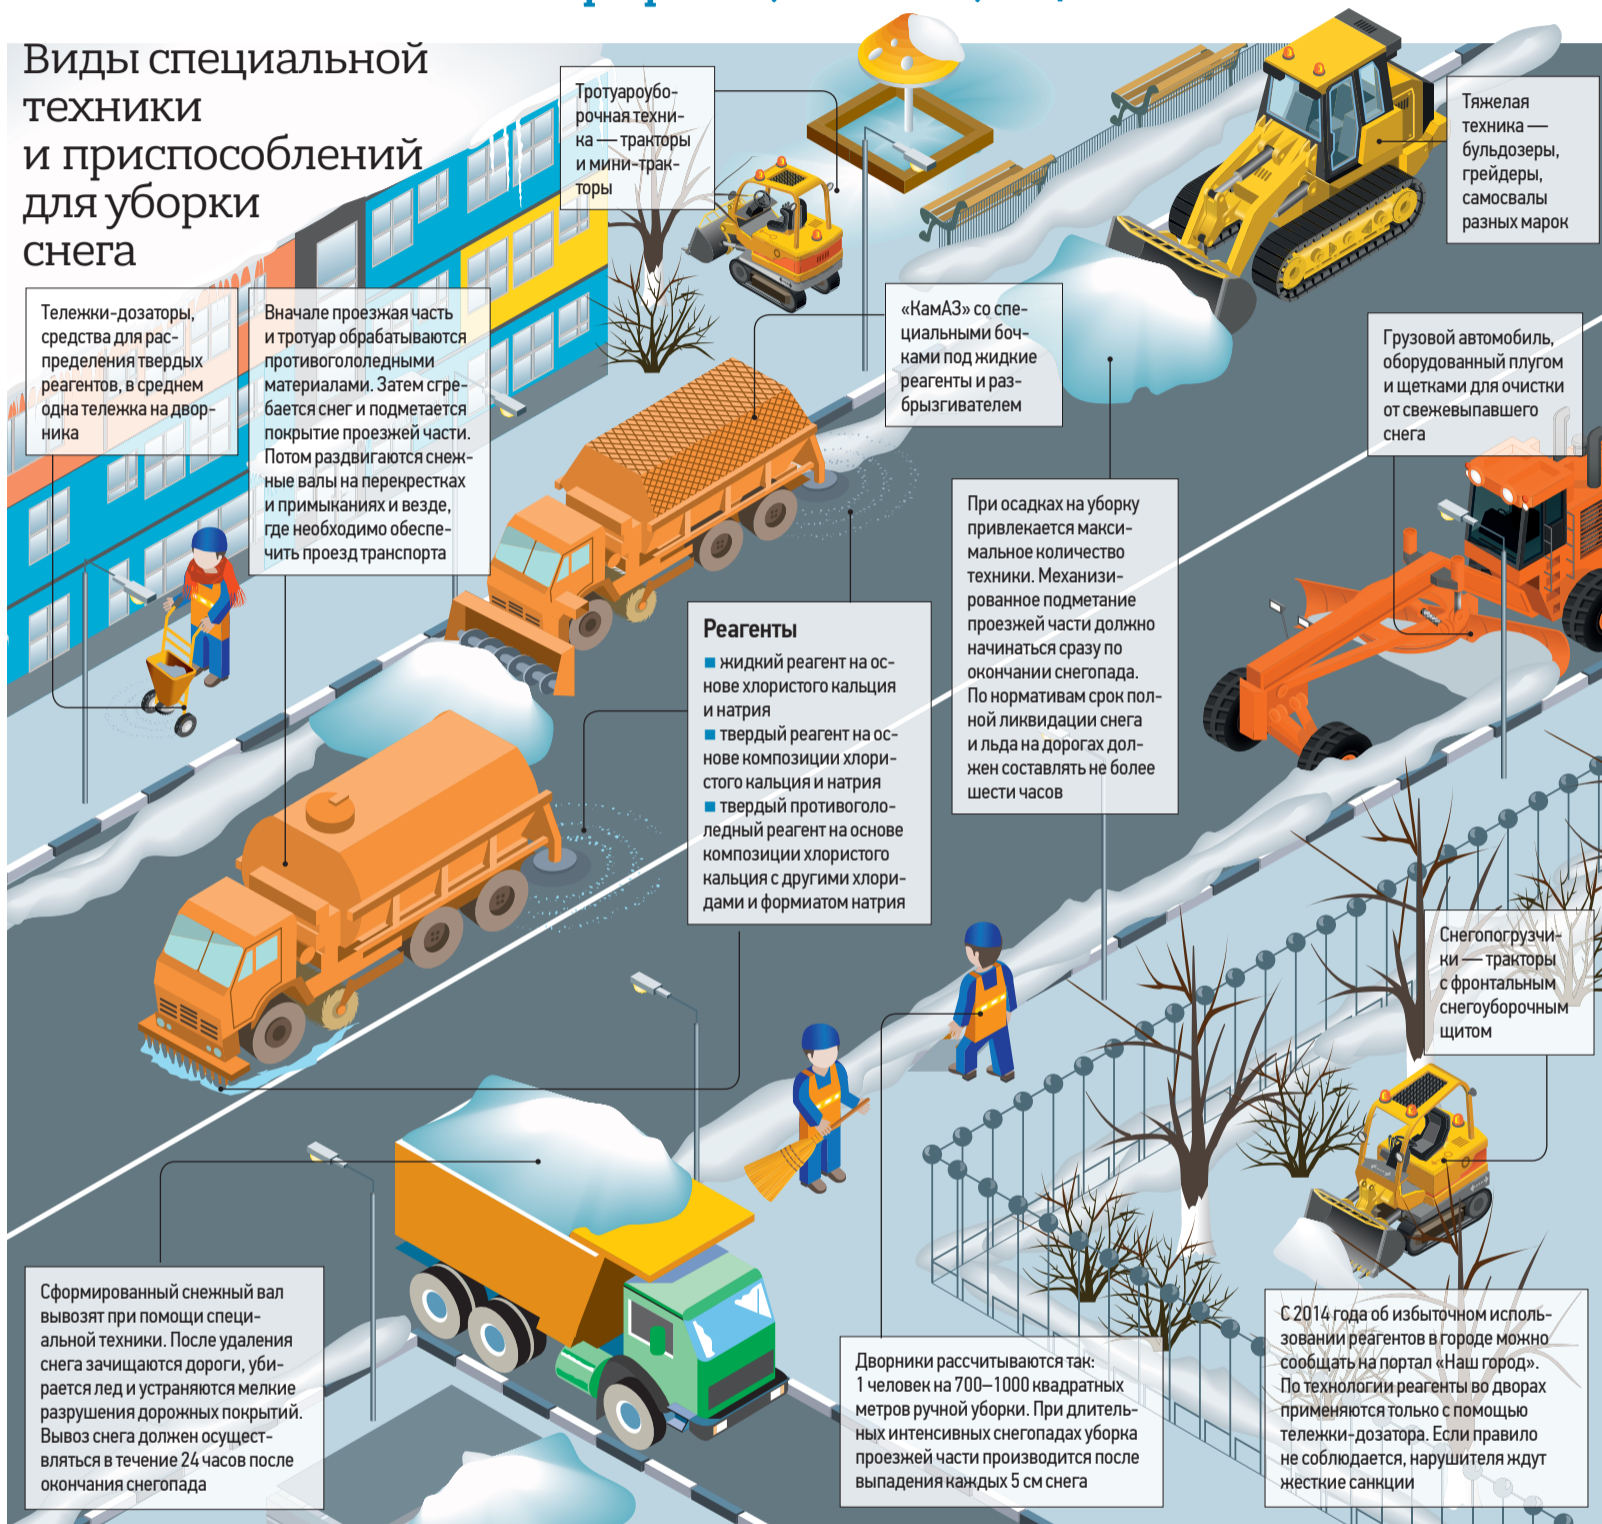 Виды специальной
техники
и приспособлений
для уборки
снега
Тротуароубо-
рочная техни-
ка — тракторы
и мини-трак-
торы
Тяжелая
техника —
бульдозеры,
грейдеры,
самосвалы
разных марок
Тележки-дозаторы,
средства для рас-
пределения твердых
реагентов, в среднем
одна тележка на двор-
ника
Вначале проезжая часть
и тротуар обрабатываются
противогололедными
материалами. Затем сгре-
бается снег и подметается
покрытие проезжей части.
Потом раздвигаются снеж-
ные валы на перекрестках
и примыканиях и везде,
где необходимо обеспе-
чить проезд транспорта
«КамАЗ» со спе-
циальными боч-
ками под жидкие
реагенты и раз-
брызгивателем
Грузовой автомобиль,
оборудованный плугом
и щетками для очистки
от свежевыпавшего
снега
При осадках на уборку
привлекается макси-
мальное количество
техники. Механизи-
рованное подметание
проезжей части должно
начинаться сразу по
окончании снегопада.
По нормативам срок пол-
ной ликвидации снега
и льда на дорогах дол-
жен составлять не более
шести часов
Реагенты
■ жидкий реагент на ос-
нове хлористого кальция
и натрия
■ твердый реагент на ос-
нове композиции хлори-
стого кальция и натрия
■ твердый противоголо-
ледный реагент на основе
композиции хлористого
кальция с другими хлори-
дами и формиатом натрия
Снегопогрузчи-
ки — тракторы
с фронтальным
снегоуборочным
щитом
Сформированный снежный вал
вывозят при помощи специ-
альной техники. После удаления
снега зачищаются дороги, уби-
рается лед и устраняются мелкие
разрушения дорожных покрытий.
Вывоз снега должен осущест-
вляться в течение 24 часов после
окончания снегопада
Дворники рассчитываются так:
1 человек на 700–1000 квадратных
метров ручной уборки. При длитель-
ных интенсивных снегопадах уборка
проезжей части производится после
выпадения каждых 5 см снега
С 2014 года об избыточном исполь-
зовании реагентов в городе можно
сообщать на портал «Наш город».
По технологии реагенты во дворах
применяются только с помощью
тележки-дозатора. Если правило
не соблюдается, нарушителя ждут
жесткие санкции